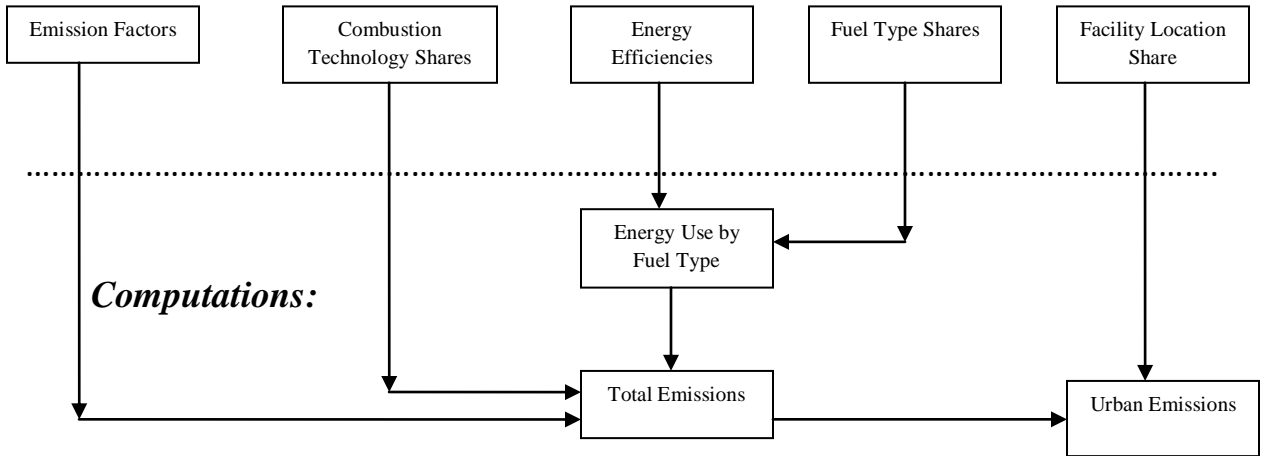 Emission Factors
Combustion
Technology Shares
Energy
Efficiencies
Fuel Type Shares
Facility Location
Share
Energy Use by
Fuel Type
Computations:
Total Emissions
Urban Emissions